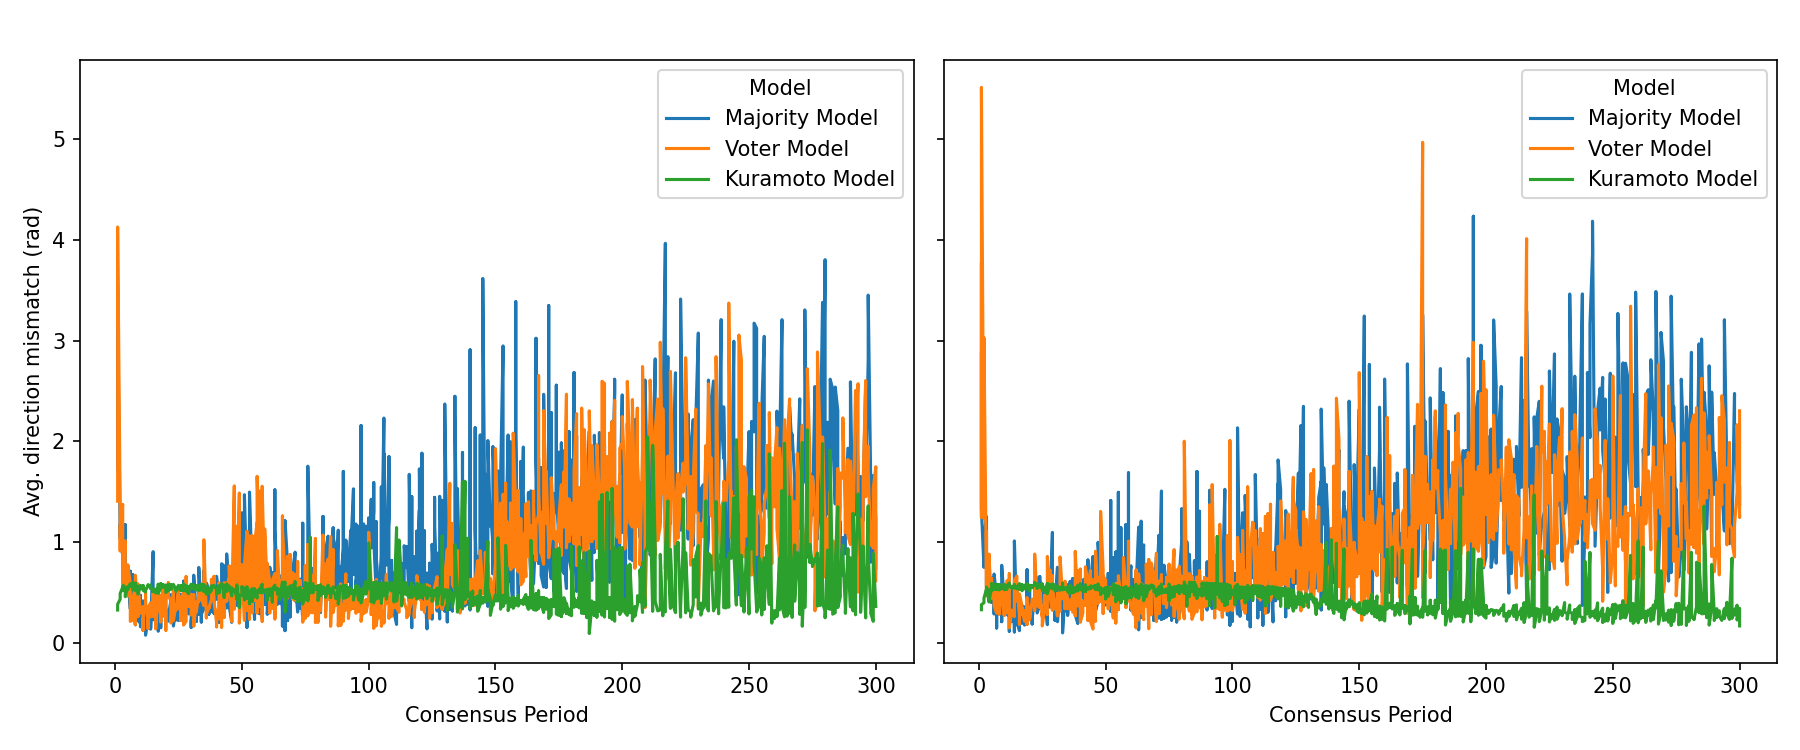 Model
Majority Model
Voter Model
Kuramoto Model
Avg. direction mismatch (rad)
5
4
3
2
1
0
0 50 100 150 200 250 300
Consensus Period
Model
Majority Model
Voter Model
Kuramoto Model
0 50 100 150 200 250 300
Consensus Period